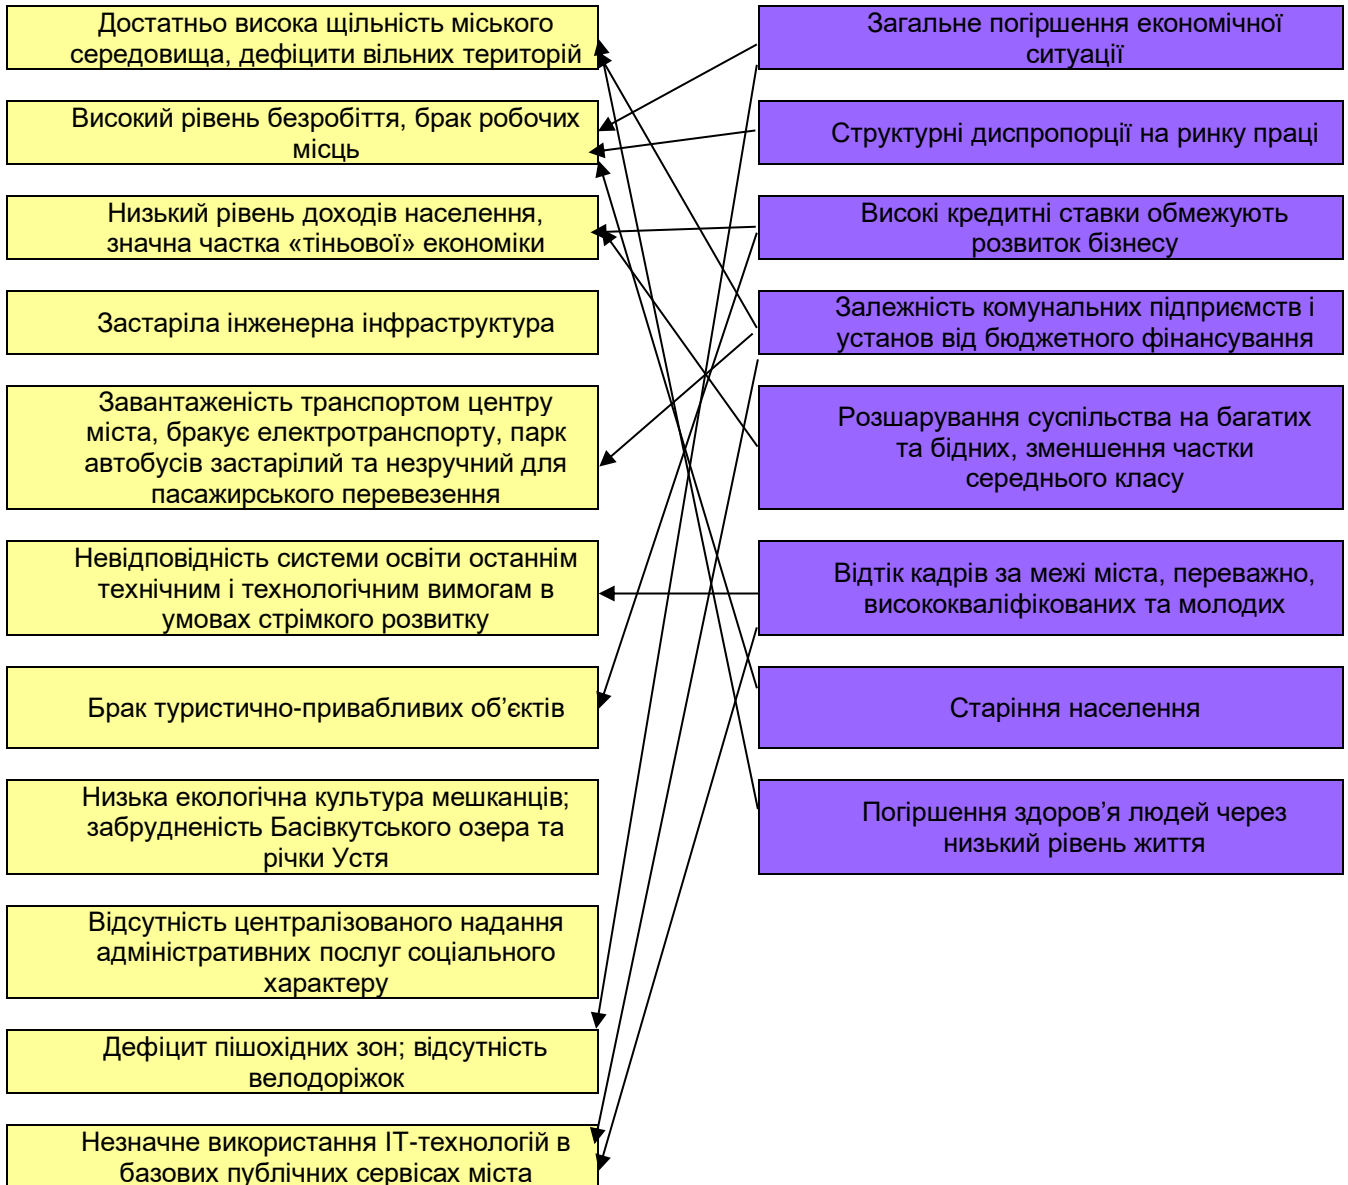 Достатньо висока щільність міського
середовища, дефіцити вільних територій
Високий рівень безробіття, брак робочих
місць
Низький рівень доходів населення,
значна частка «тіньової» економіки
Застаріла інженерна інфраструктура
Завантаженість транспортом центру
міста, бракує електротранспорту, парк
автобусів застарілий та незручний для
пасажирського перевезення
Невідповідність системи освіти останнім
технічним і технологічним вимогам в
умовах стрімкого розвитку
Брак туристично-привабливих об’єктів
Низька екологічна культура мешканців;
забрудненість Басівкутського озера та
річки Устя
Відсутність централізованого надання
адміністративних послуг соціального
характеру
Дефіцит пішохідних зон; відсутність
велодоріжок
Незначне використання ІТ-технологій в
базових публічних сервісах міста
Загальне погіршення економічної
ситуації
Структурні диспропорції на ринку праці
Високі кредитні ставки обмежують
розвиток бізнесу
Залежність комунальних підприємств і
установ від бюджетного фінансування
Розшарування суспільства на багатих
та бідних, зменшення частки
середнього класу
Відтік кадрів за межі міста, переважно,
висококваліфікованих та молодих
Старіння населення
Погіршення здоров’я людей через
низький рівень життя